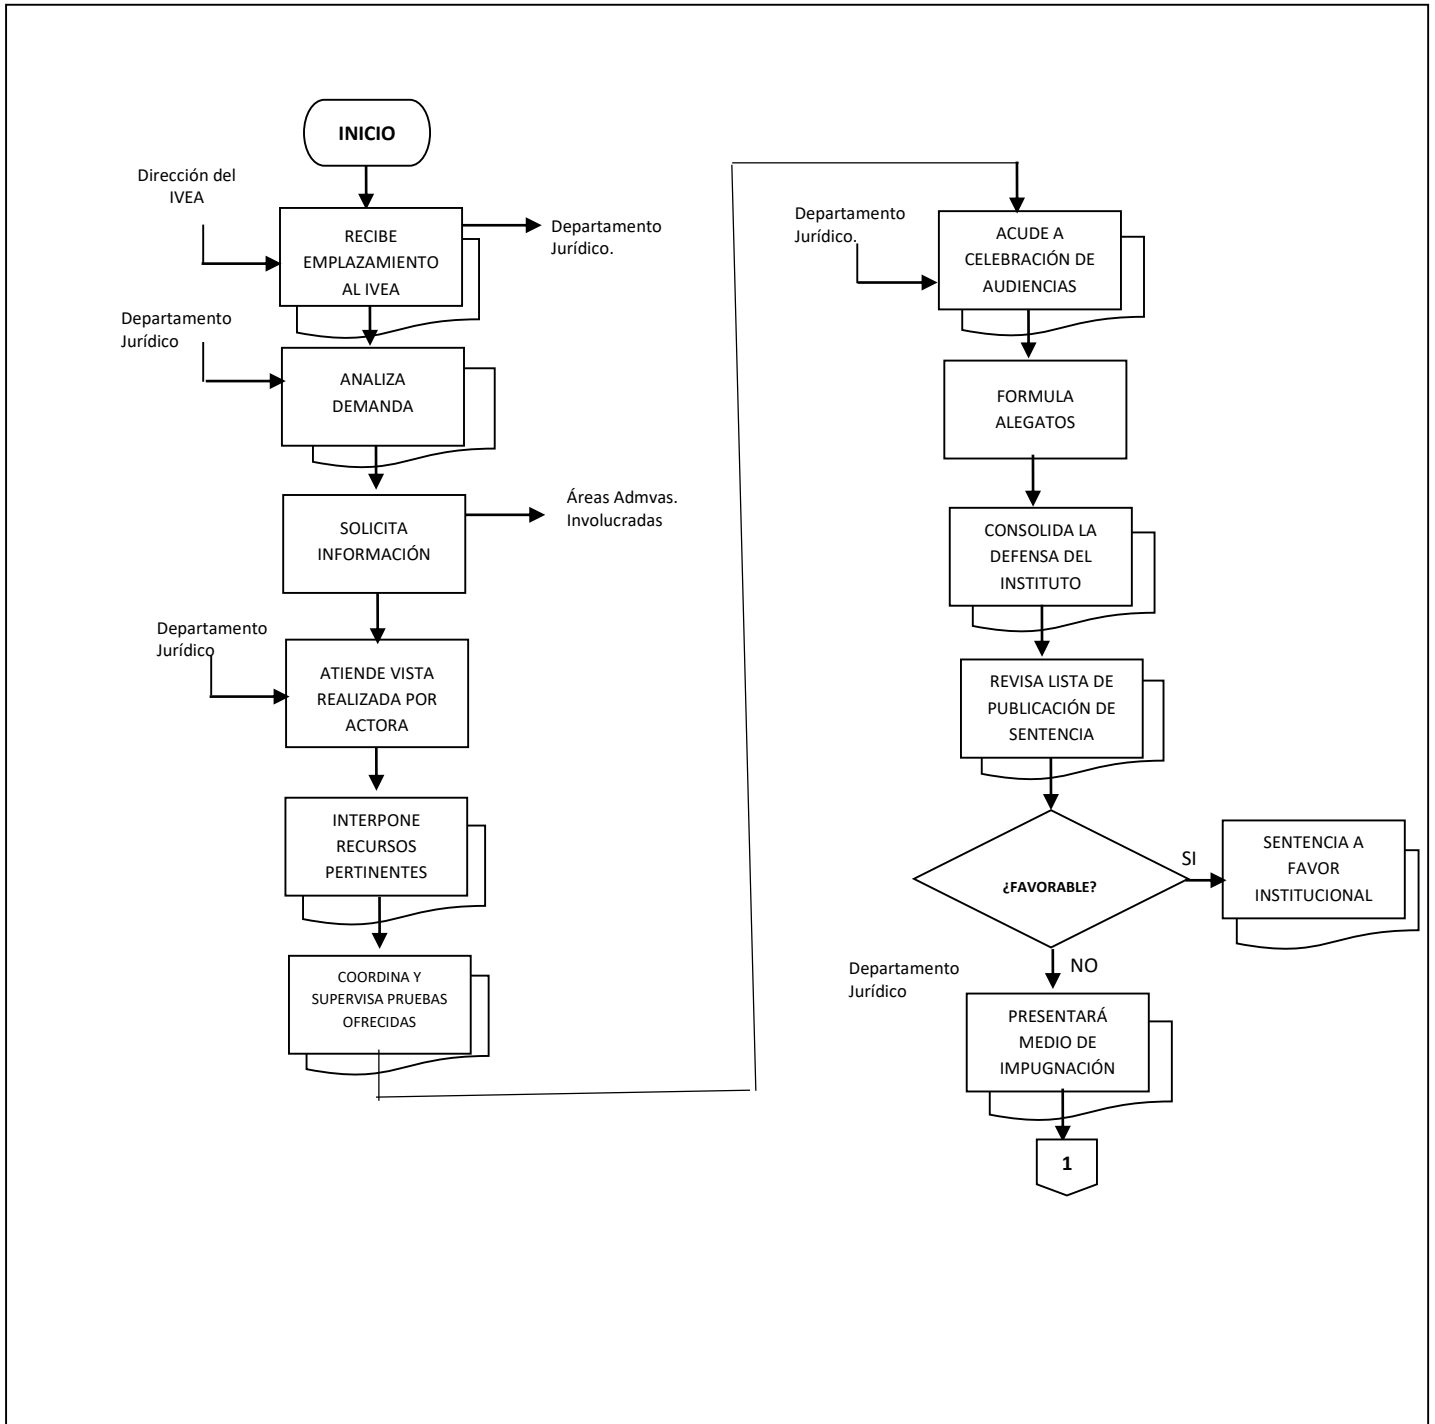 INICIO
Dirección del
IVEA
RECIBE
EMPLAZAMIENTO
AL IVEA
Departamento
Jurídico.
Departamento
Jurídico
ANALIZA
DEMANDA
SOLICITA
INFORMACIÓN
Áreas Admvas.
Involucradas
Departamento
Jurídico
ATIENDE VISTA
REALIZADA POR
ACTORA
INTERPONE
RECURSOS
PERTINENTES
COORDINA Y
SUPERVISA PRUEBAS
OFRECIDAS
Departamento
Jurídico.
ACUDE A
CELEBRACIÓN DE
AUDIENCIAS
FORMULA
ALEGATOS
CONSOLIDA LA
DEFENSA DEL
INSTITUTO
REVISA LISTA DE
PUBLICACIÓN DE
SENTENCIA
¿FAVORABLE?
SI
SENTENCIA A
FAVOR
INSTITUCIONAL
NO
Departamento
Jurídico
PRESENTARÁ
MEDIO DE
IMPUGNACIÓN
1